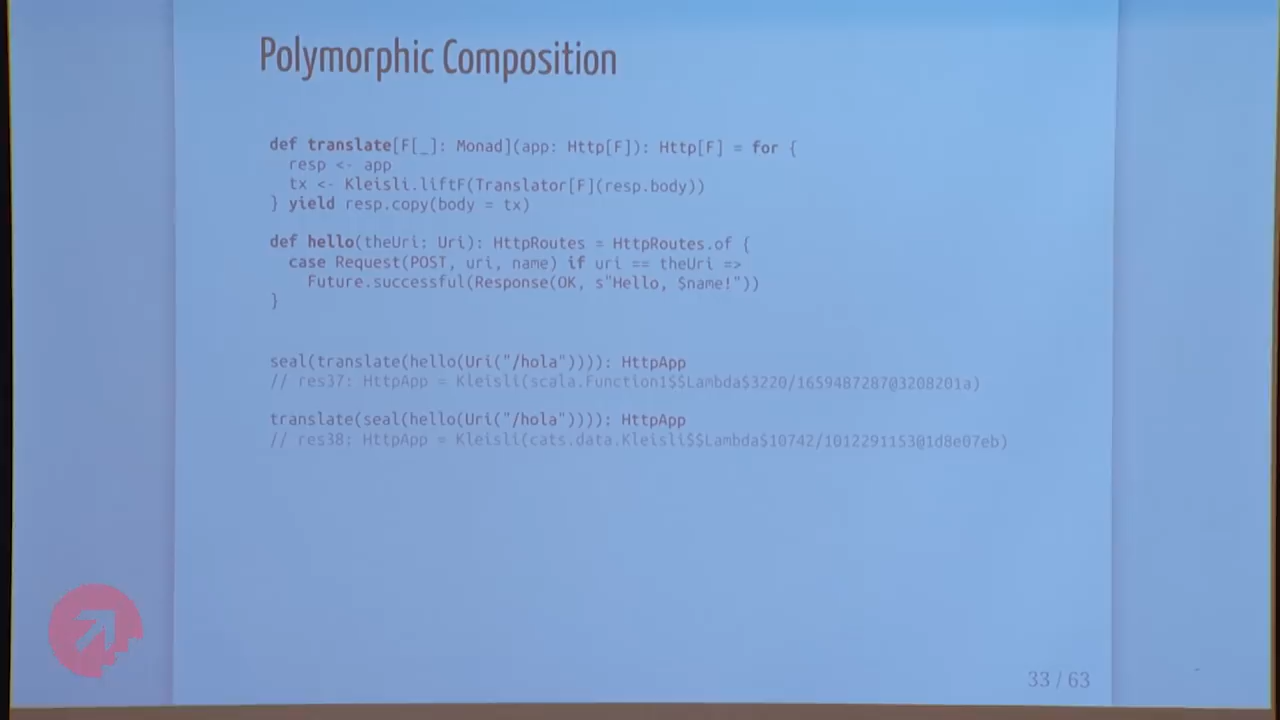 Polymorphic Composition
def translate[F[_]: Monad](app: Http[F]): Http[F] = for {
resp <- app
tx <- Kleisli.liftF(Translator[F](resp.body))
} yield resp.copy(body = tx)
def hello(theUri: Uri): HttpRoutes = HttpRoutes.of {
case Request(POST, uri, name) if uri == theUri =>
Future.successful(Response(OK, s"Hello, $name!"))
}
seal(translate(hello(Uri("/hola")))): HttpApp
// res37: HttpApp = Kleisli(scala.Function1$$Lambda$3220/1659487287@3208201a)
translate(seal(hello(Uri("/hola")))): HttpApp
// res38: HttpApp = Kleisli(cats.data.Kleisli$$Lambda$10742/1012291153@1d8e07eb)
33 / 63